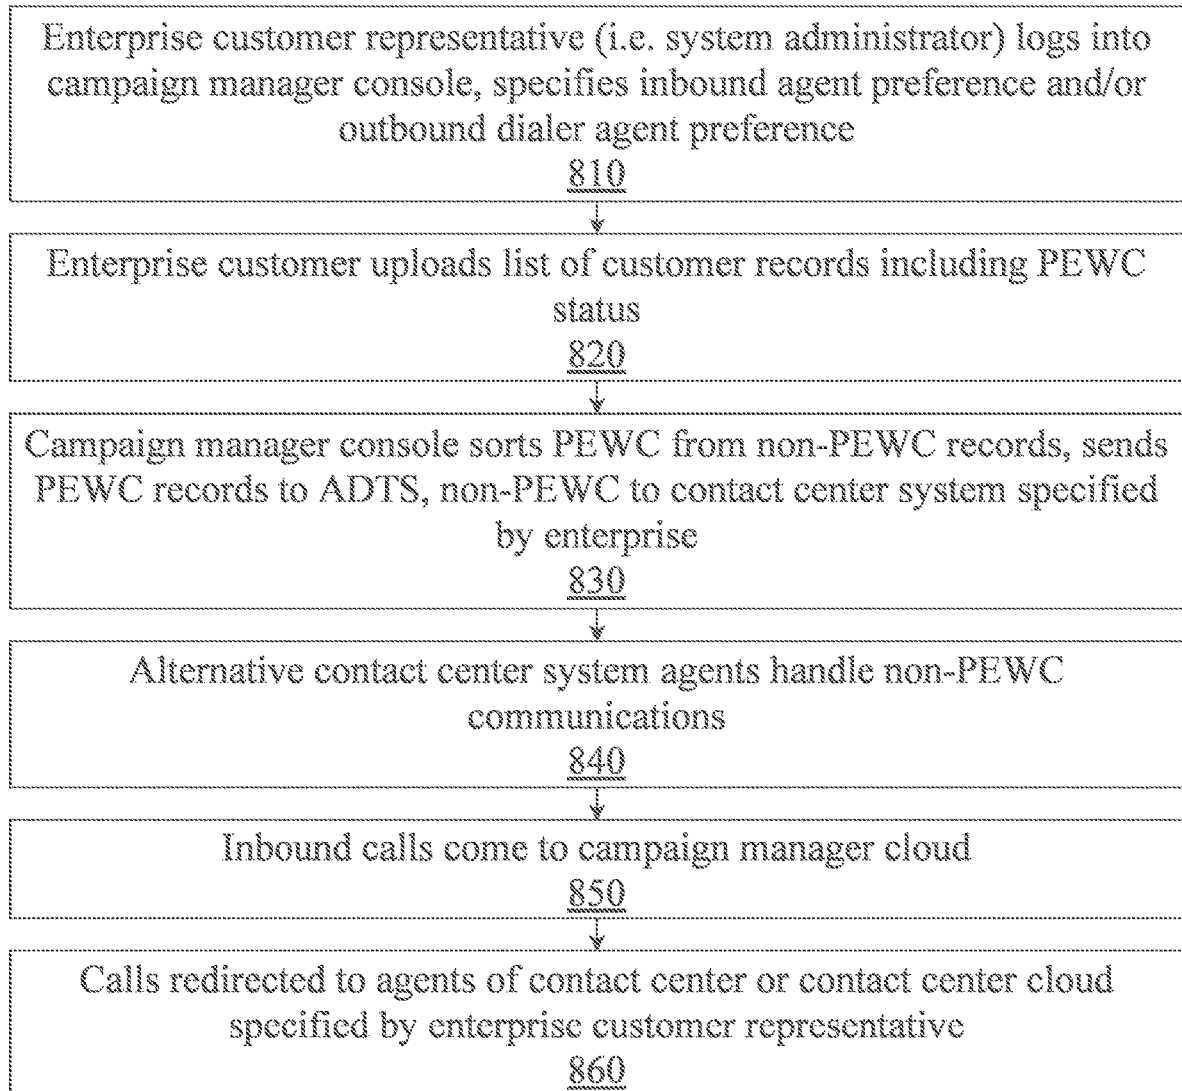 Enterprise customer representative (i.e. system administrator) logs into
campaign manager console, specifies inbound agent preference and/or
outbound dialer agent preference
810
Enterprise customer uploads list of customer records including PEWC
status
820
Campaign manager console sorts PEWC from non-PEWC records, sends
PEWC records to ADTS, non-PEWC to contact center system specified
by enterprise
830
Alternative contact center system agents handle non-PEWC
communications
840
Inbound calls come to campaign manager cloud
850
Calls redirected to agents of contact center or contact center cloud
specified by enterprise customer representative
860